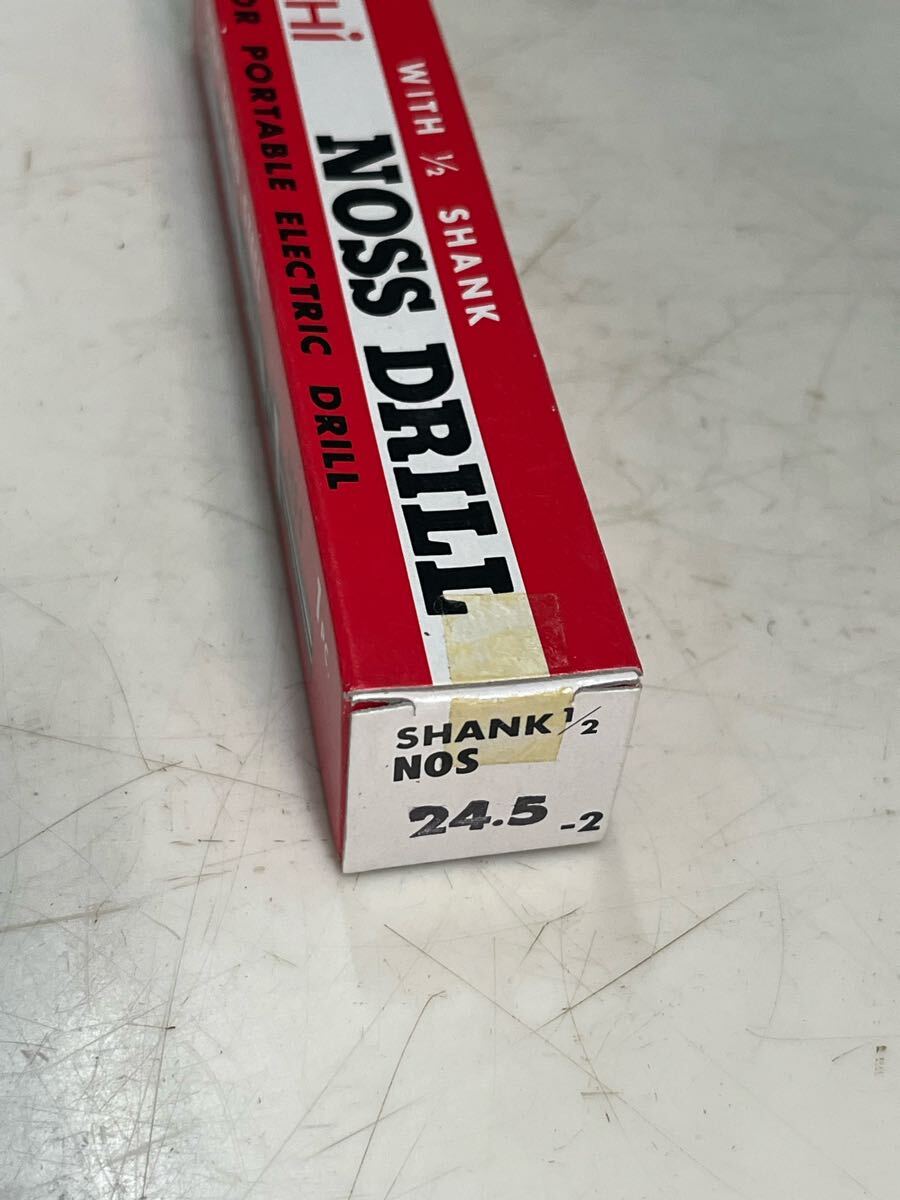 Hi
WITH 1/2 SHANK
NOSS DRILL
OR PORTABLE ELECTRIC DRILL
SHANK 1/2
NOS
24.5 -2